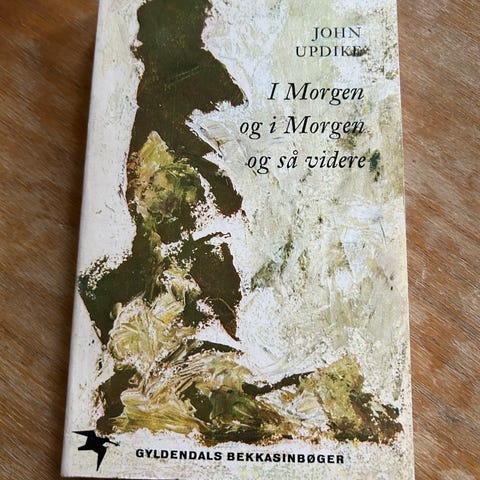 JOHN
UPDIKE
I Morgen
og i Morgen
og så videre
GYLDENDALS BEKKASINBØGER